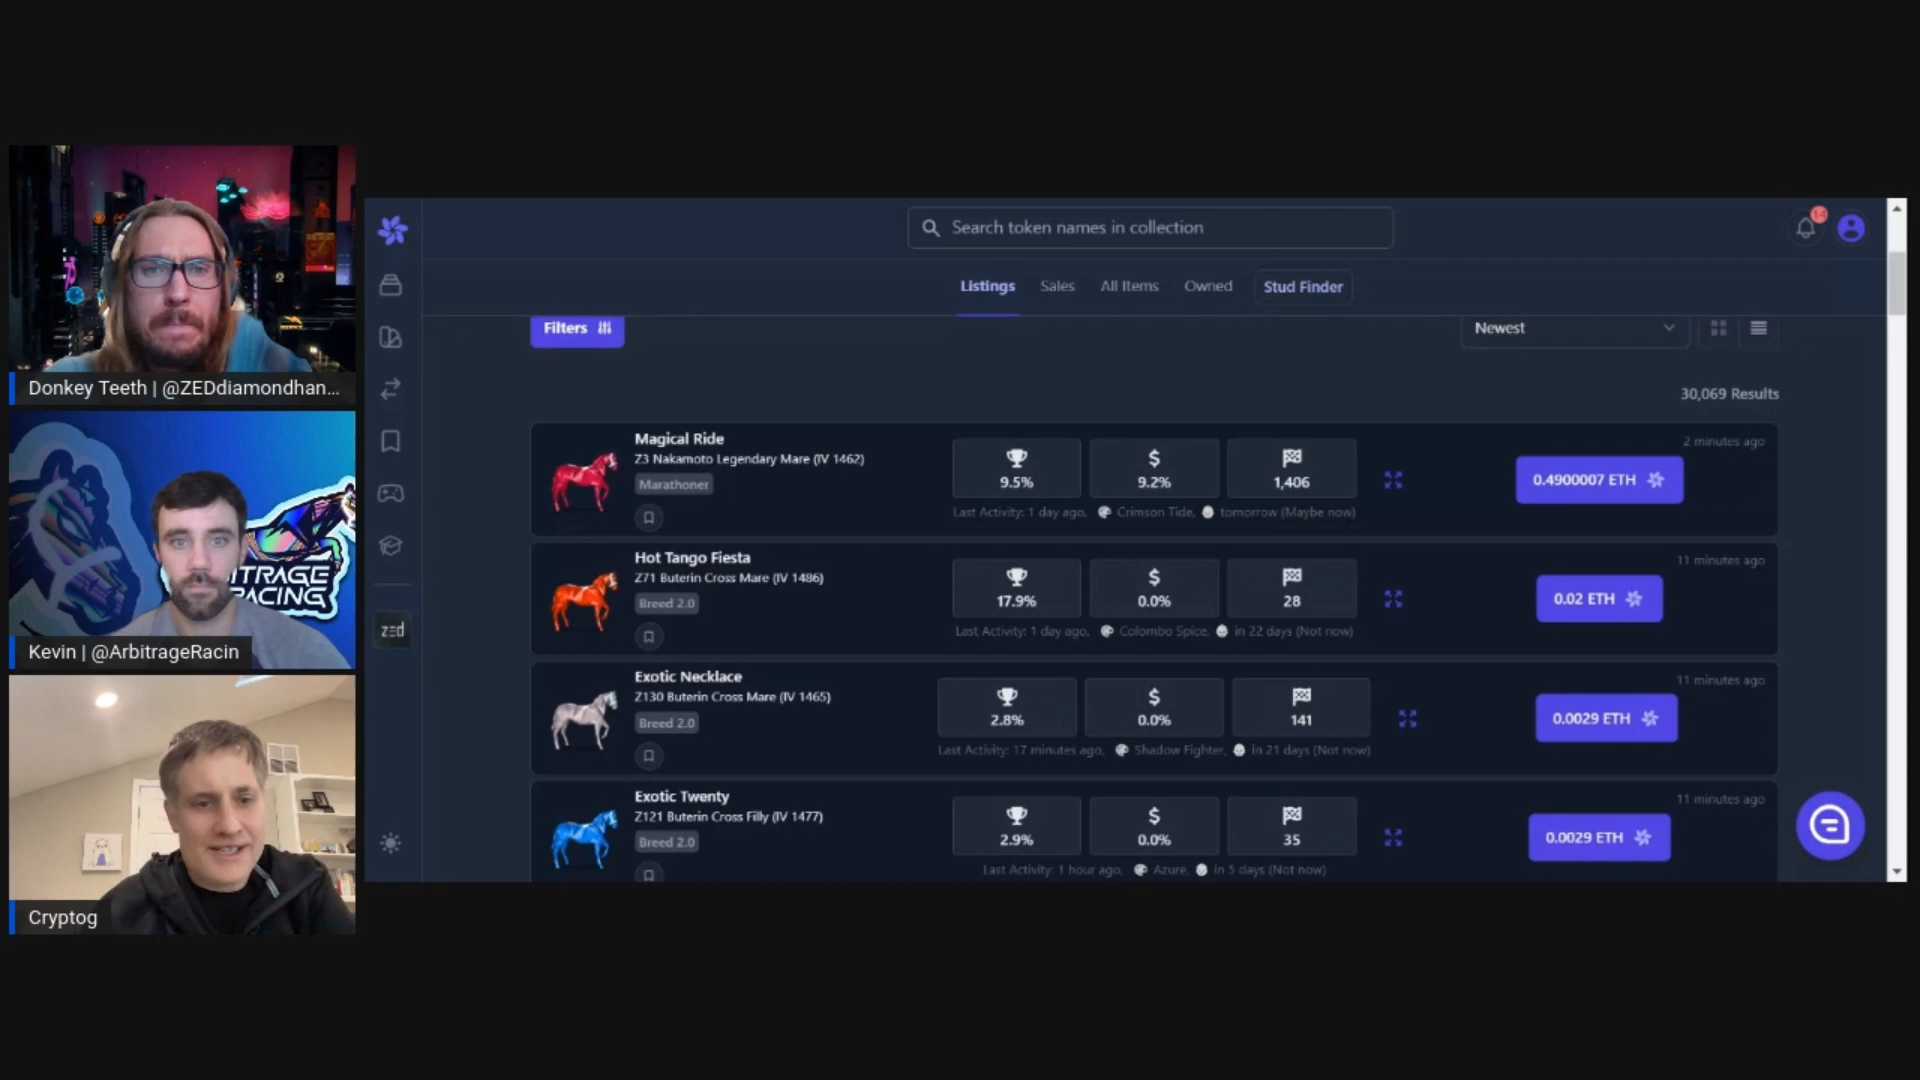 Donkey Teeth | @ZEDdiamondhan...
ITRAGE
RACING
Kevin | @ArbitrageRacin
Cryptog
Search token names in collection
14
Listings
Sales
All Items
Owned
Stud Finder
Filters
Newest
30,069 Results
zed
Magical Ride
Z3 Nakamoto Legendary Mare (IV 1462)
Marathoner
9.5%
$
9.2%
1,406
Last Activity: 1 day ago, Crimson Tide, tomorrow (Maybe now)
2 minutes ago
0.4900007 ETH
Hot Tango Fiesta
Z71 Buterin Cross Mare (IV 1486)
Breed 2.0
17.9%
$
0.0%
28
Last Activity: 1 day ago, Colombo Spice, in 22 days (Not now)
11 minutes ago
0.02 ETH
Exotic Necklace
Z130 Buterin Cross Mare (IV 1465)
Breed 2.0
2.8%
$
0.0%
141
Last Activity: 17 minutes ago, Shadow Fighter, in 21 days (Not now)
11 minutes ago
0.0029 ETH
Exotic Twenty
Z121 Buterin Cross Filly (IV 1477)
Breed 2.0
2.9%
$
0.0%
35
Last Activity: 1 hour ago, Azure, in 5 days (Not now)
11 minutes ago
0.0029 ETH